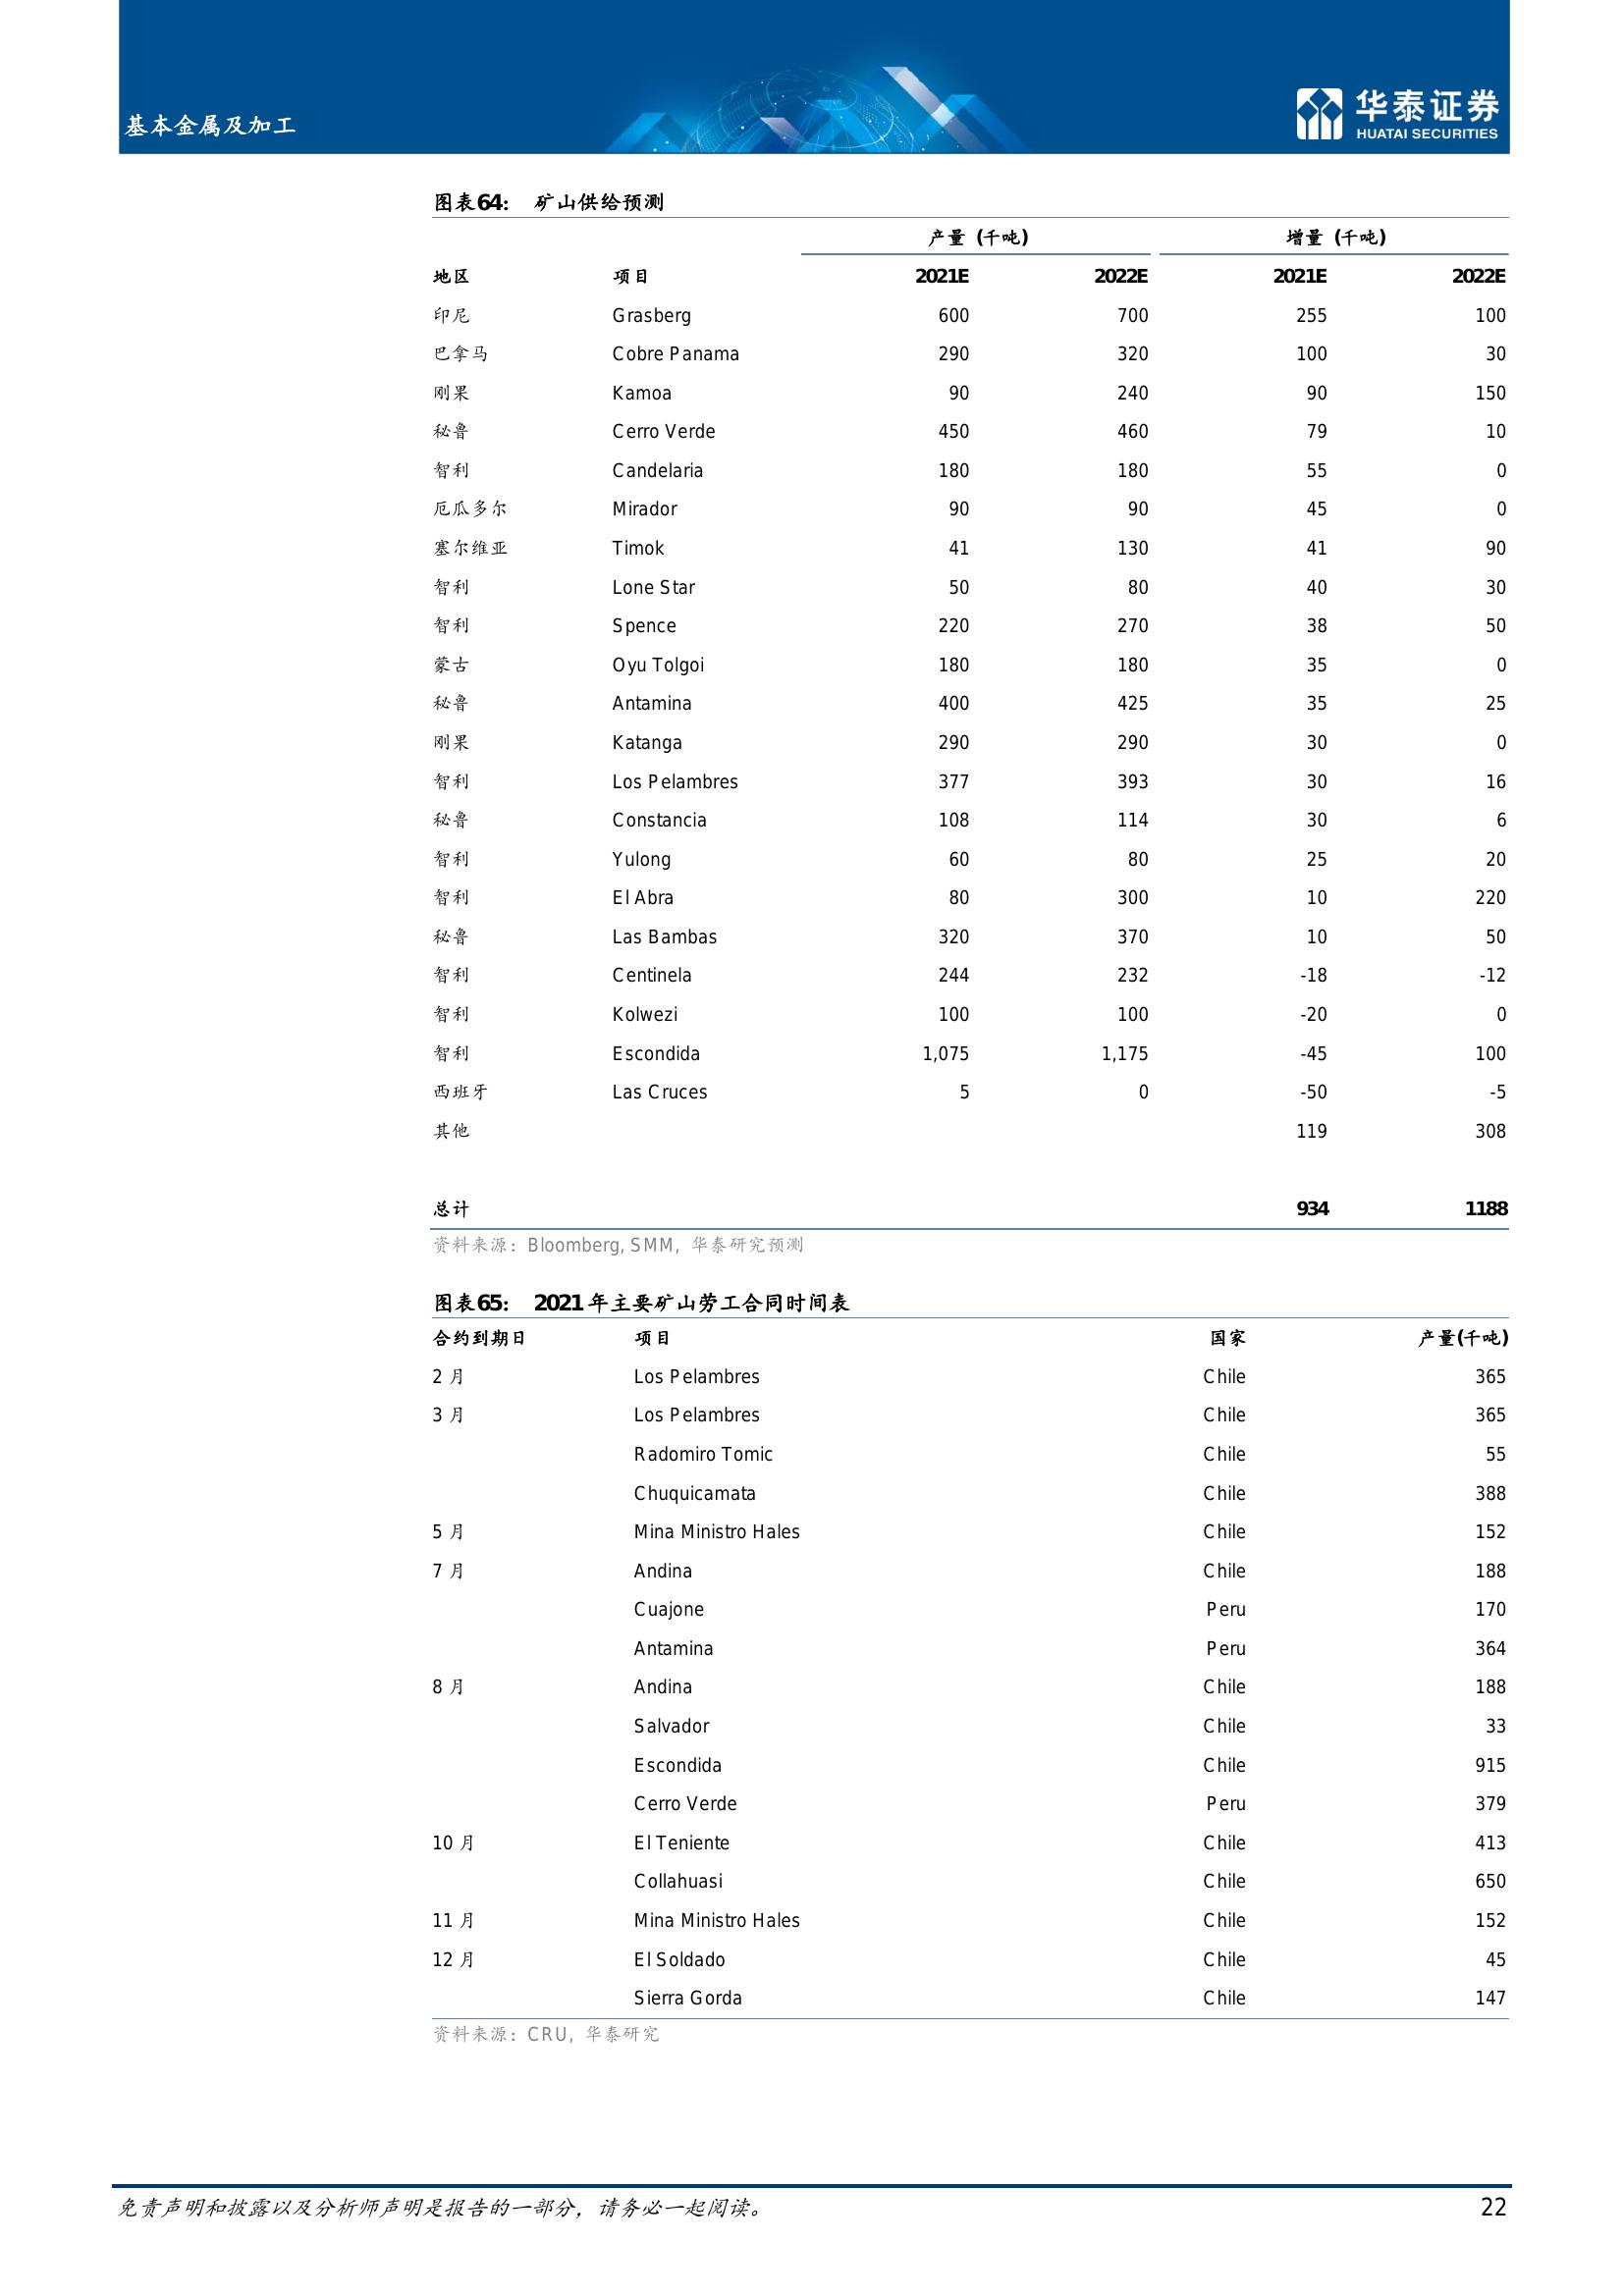 基本金属及加工
华泰证券
HUATAI SECURITIES
图表64： 矿山供给预测
产量 (千吨) 增量 (千吨)
地区 项目 2021E 2022E 2021E 2022E
印尼 Grasberg 600 700 255 100
巴拿马 Cobre Panama 290 320 100 30
刚果 Kamoa 90 240 90 150
秘鲁 Cerro Verde 450 460 79 10
智利 Candelaria 180 180 55 0
厄瓜多尔 Mirador 90 90 45 0
塞尔维亚 Timok 41 130 41 90
智利 Lone Star 50 80 40 30
智利 Spence 220 270 38 50
蒙古 Oyu Tolgoi 180 180 35 0
秘鲁 Antamina 400 425 35 25
刚果 Katanga 290 290 30 0
智利 Los Pelambres 377 393 30 16
秘鲁 Constancia 108 114 30 6
智利 Yulong 60 80 25 20
智利 El Abra 80 300 10 220
秘鲁 Las Bambas 320 370 10 50
智利 Centinela 244 232 -18 -12
智利 Kolwezi 100 100 -20 0
智利 Escondida 1,075 1,175 -45 100
西班牙 Las Cruces 5 0 -50 -5
其他 119 308
总计 934 1188
资料来源：Bloomberg, SMM，华泰研究预测
图表65： 2021 年主要矿山劳工合同时间表
合约到期日 项目 国家 产量(千吨)
2 月 Los Pelambres Chile 365
3 月 Los Pelambres Chile 365
Radomiro Tomic Chile 55
Chuquicamata Chile 388
5 月 Mina Ministro Hales Chile 152
7 月 Andina Chile 188
Cuajone Peru 170
Antamina Peru 364
8 月 Andina Chile 188
Salvador Chile 33
Escondida Chile 915
Cerro Verde Peru 379
10 月 El Teniente Chile 413
Collahuasi Chile 650
11 月 Mina Ministro Hales Chile 152
12 月 El Soldado Chile 45
Sierra Gorda Chile 147
资料来源：CRU，华泰研究
免责声明和披露以及分析师声明是报告的一部分，请务必一起阅读。 22